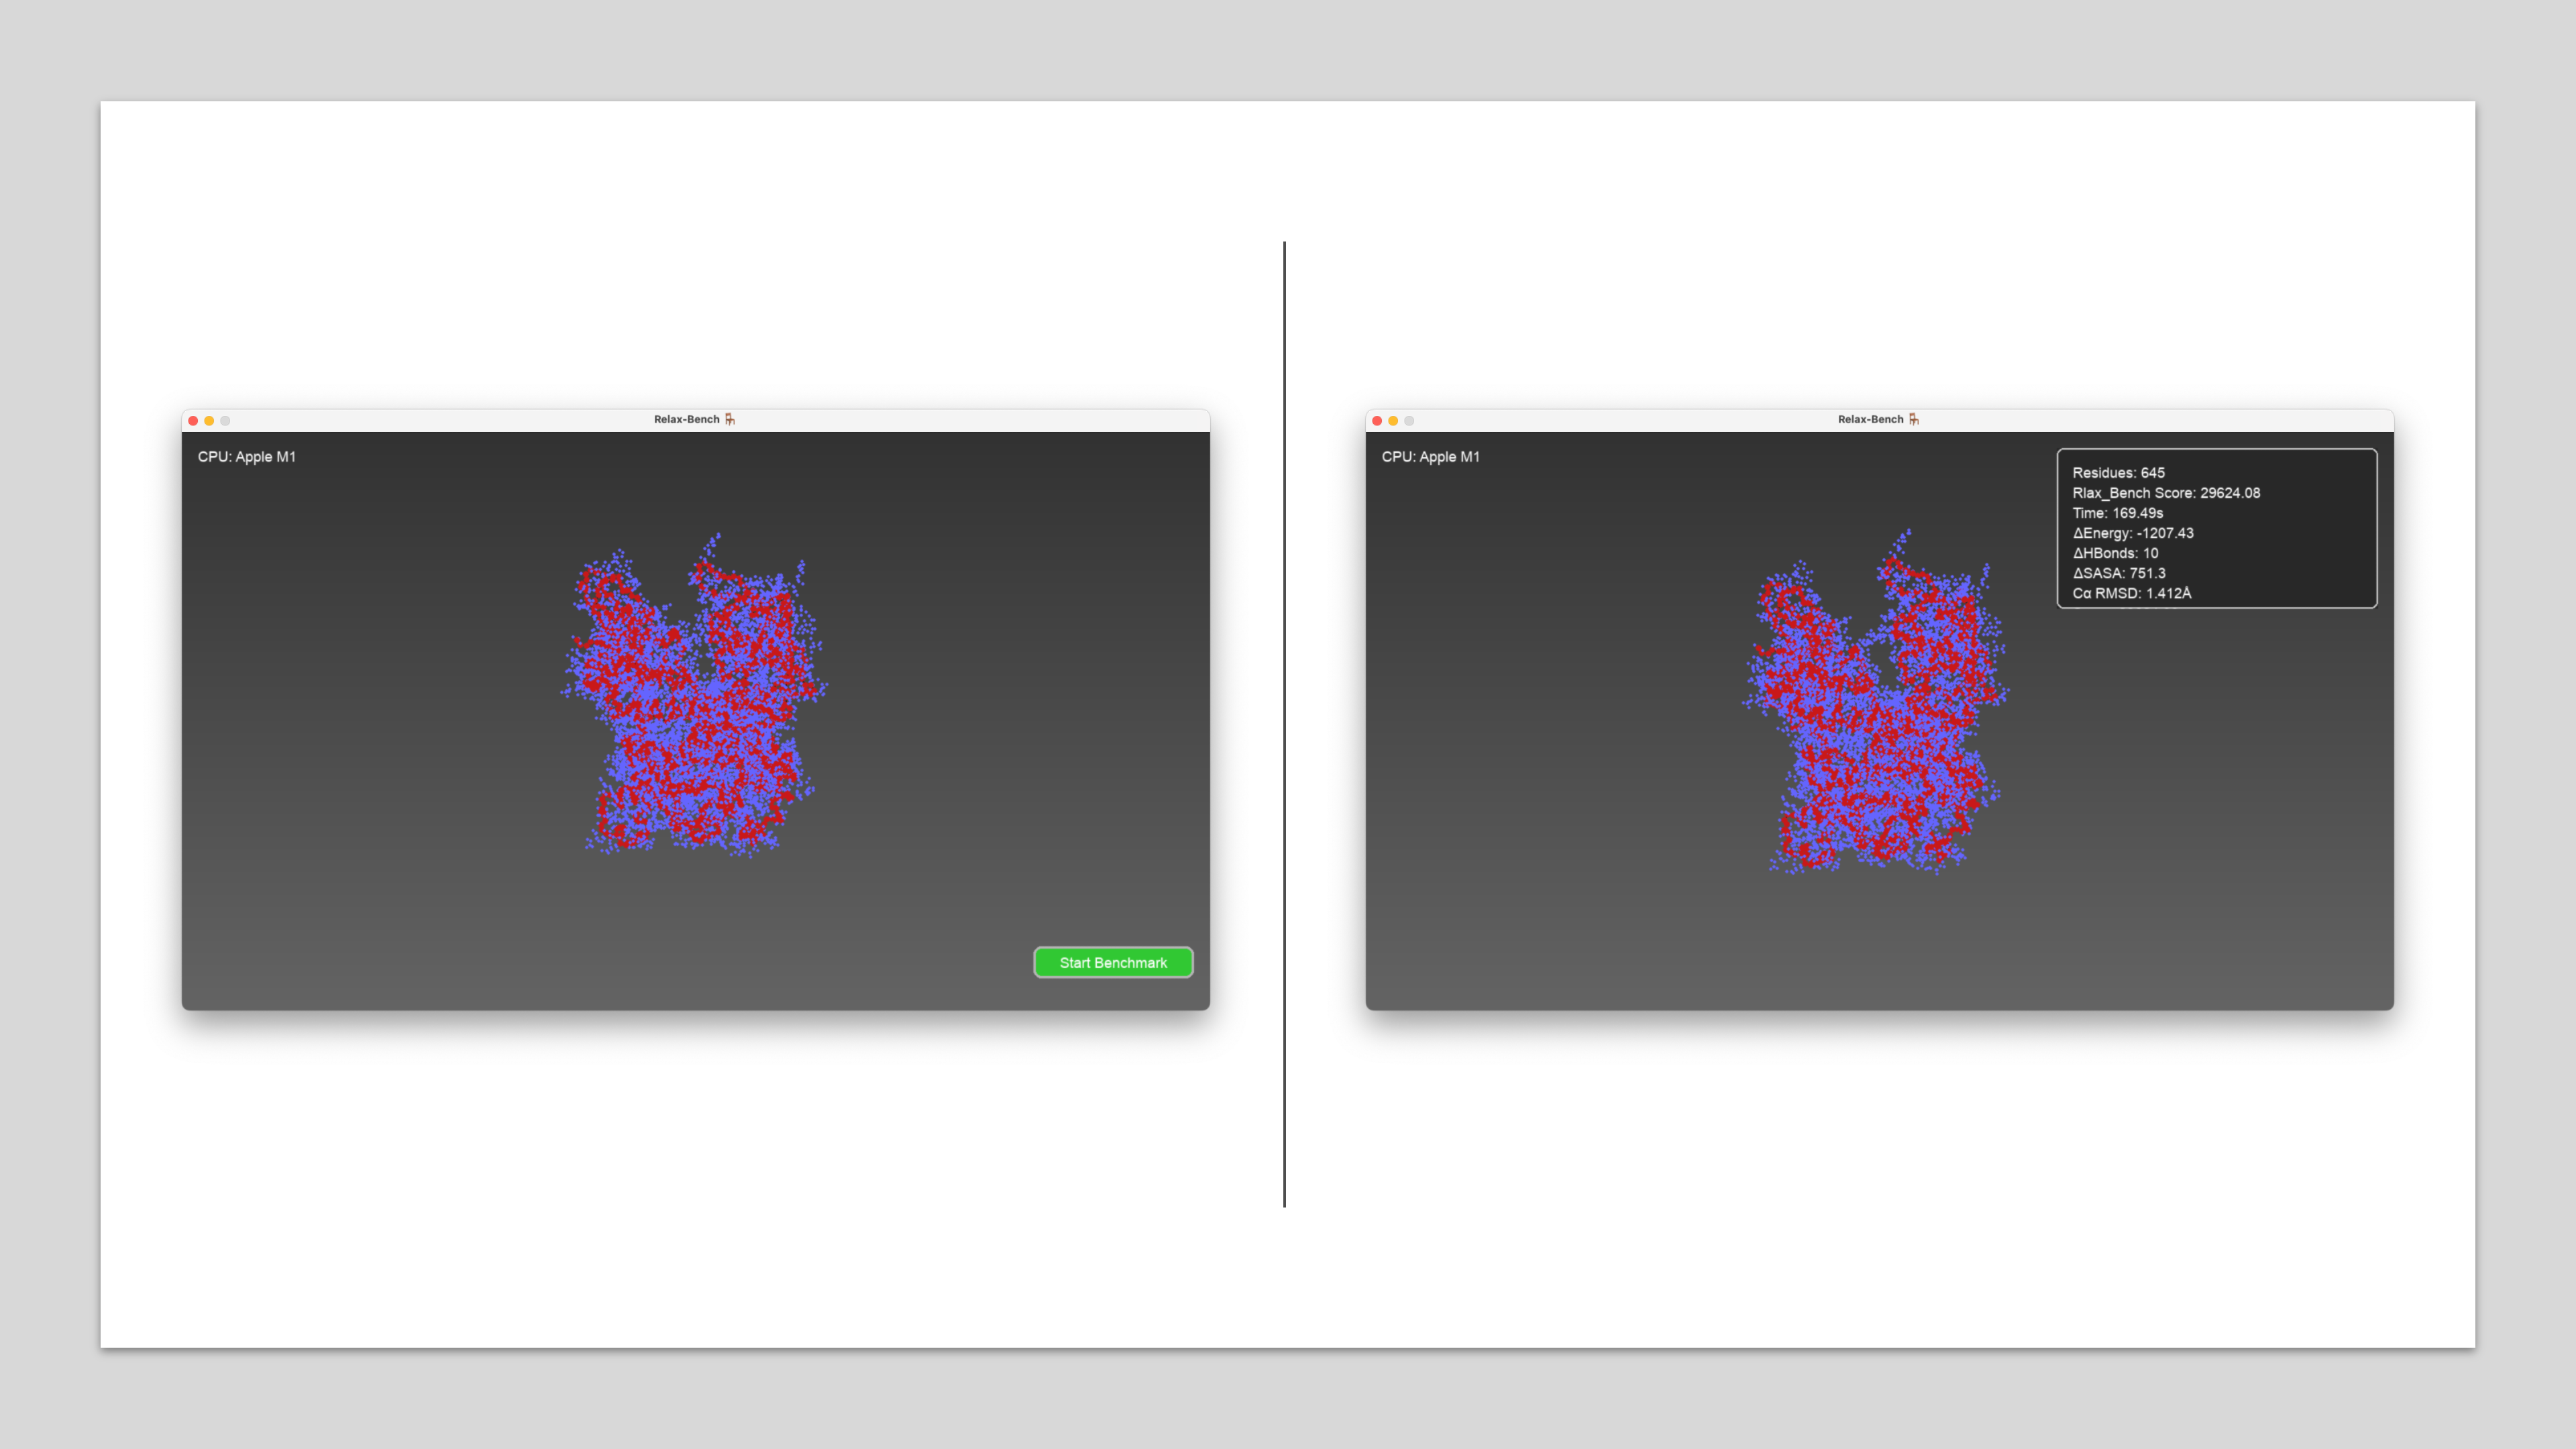 Relax-Bench 🪑
CPU: Apple M1
Start Benchmark
Relax-Bench 🪑
CPU: Apple M1
Residues: 645
Rlax_Bench Score: 29624.08
Time: 169.49s
ΔEnergy: -1207.43
ΔHBonds: 10
ΔSASA: 751.3
Cα RMSD: 1.412Å